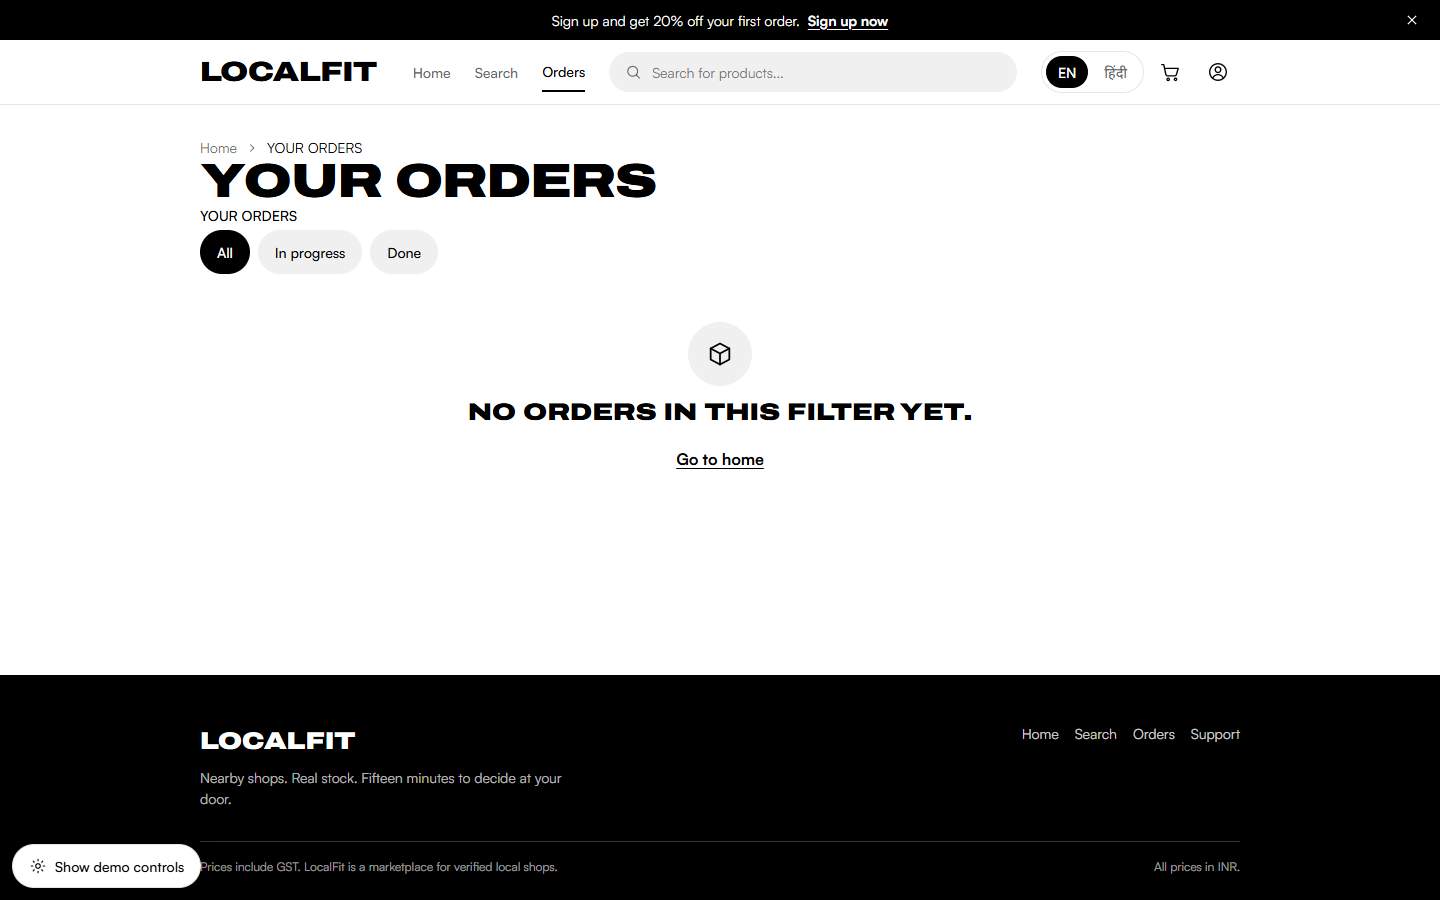 Sign up and get 20% off your first order. Sign up now
LOCALFIT
Home
Search
Orders
Search for products...
EN
हिंदी
Home
YOUR ORDERS
YOUR ORDERS
YOUR ORDERS
All
In progress
Done
NO ORDERS IN THIS FILTER YET.
Go to home
LOCALFIT
Home
Search
Orders
Support
Nearby shops. Real stock. Fifteen minutes to decide at your
door.
Show demo controls
Prices include GST. LocalFit is a marketplace for verified local shops.
All prices in INR.